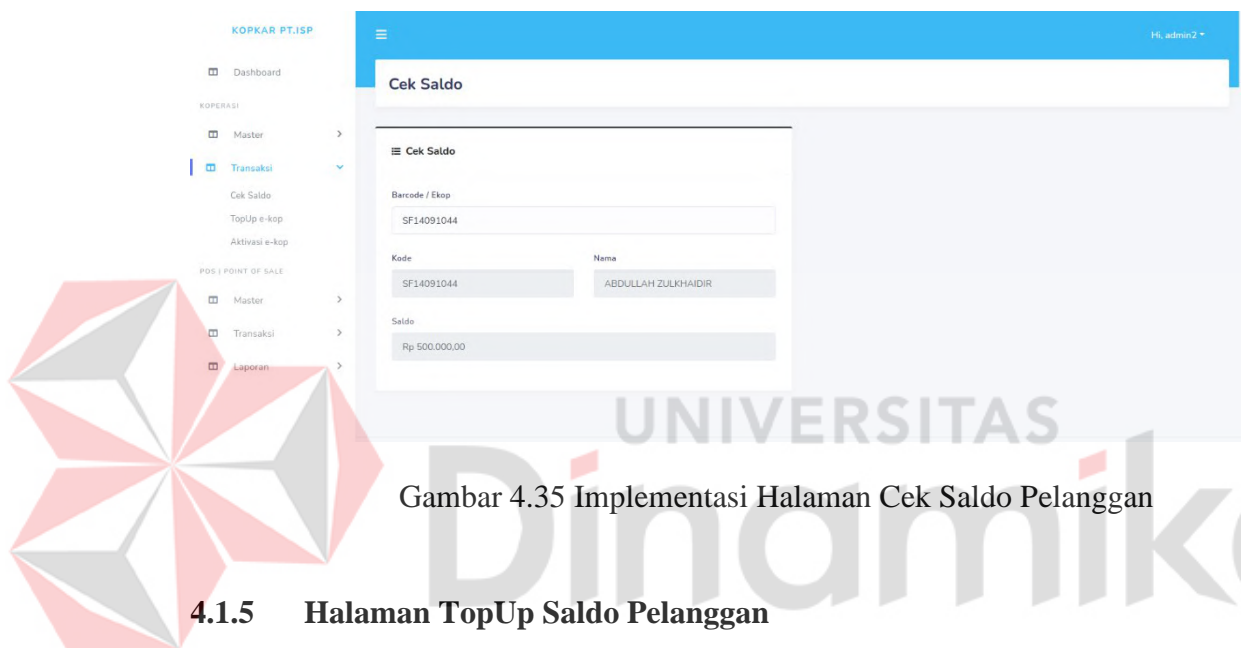 KOPKAR PT.ISP
Hi, admin2
Dashboard
KOPERASI
Master
Transaksi
Cek Saldo
TopUp e-kop
Aktivasi e-kop
POS | POINT OF SALE
Master
Transaksi
Laporan
Cek Saldo
Cek Saldo
Barcode / Ekop
SF14091044
Kode
Nama
SF14091044
ABDULLAH ZULKHAIDIR
Saldo
Rp 500.000,00
UNIVERSITAS
Dinamika
Gambar 4.35 Implementasi Halaman Cek Saldo Pelanggan
4.1.5 Halaman TopUp Saldo Pelanggan